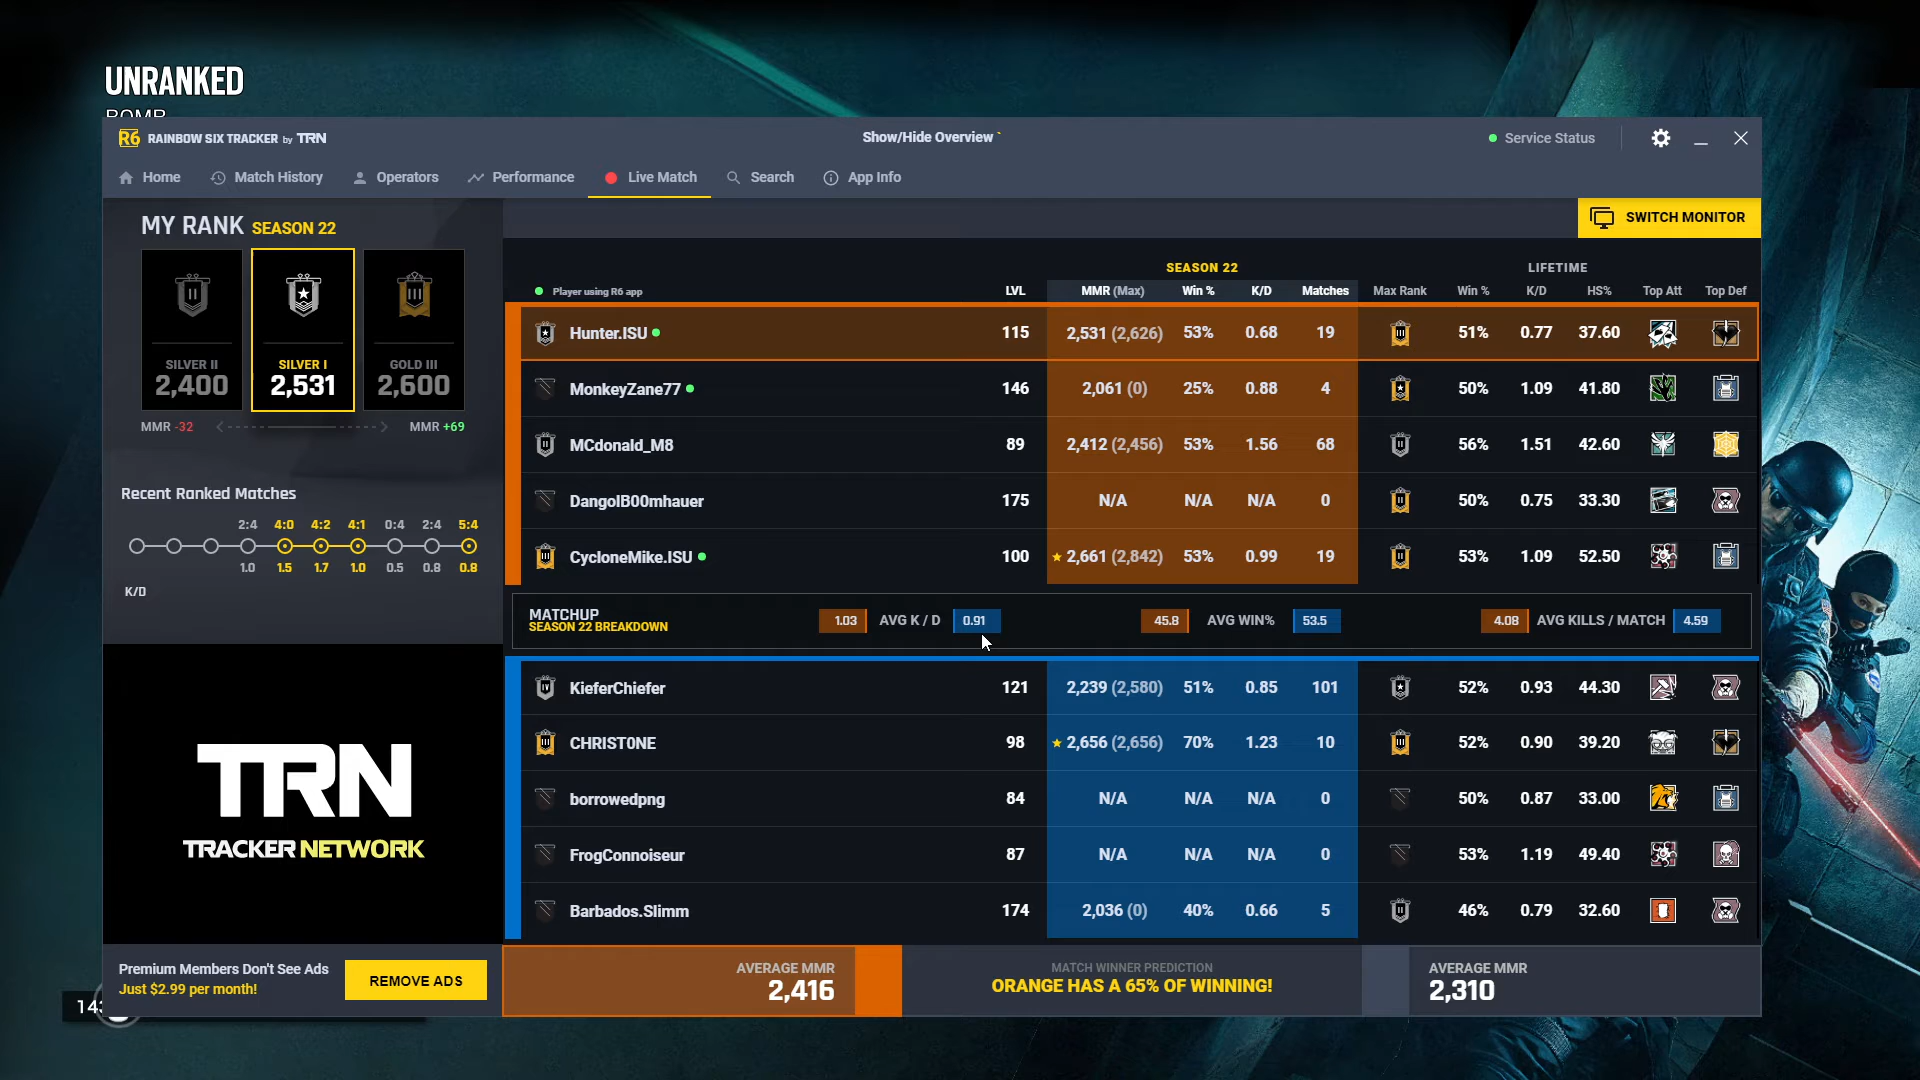 UNRANKED
BOMB
R6 RAINBOW SIX TRACKER by TRN
Show/Hide Overview `
Service Status
Home
Match History
Operators
Performance
Live Match
Search
App Info
MY RANK SEASON 22
SILVER II
2,400
SILVER I
2,531
GOLD III
2,600
MMR -32
MMR +69
Recent Ranked Matches
2:4 4:0 4:2 4:1 0:4 2:4 5:4
1.0 1.5 1.7 1.0 0.5 0.8 0.8
K/D
TRN
TRACKER NETWORK
Premium Members Don't See Ads
Just $2.99 per month!
REMOVE ADS
143
SWITCH MONITOR
SEASON 22 LIFETIME
Player using R6 app LVL MMR (Max) Win % K/D Matches Max Rank Win % K/D HS% Top Att Top Def
Hunter.ISU 115 2,531 (2,626) 53% 0.68 19 51% 0.77 37.60
MonkeyZane77 146 2,061 (0) 25% 0.88 4 50% 1.09 41.80
MCdonald_M8 89 2,412 (2,456) 53% 1.56 68 56% 1.51 42.60
DangolB00mhauer 175 N/A N/A N/A 0 50% 0.75 33.30
CycloneMike.ISU 100 2,661 (2,842) 53% 0.99 19 53% 1.09 52.50
MATCHUP
SEASON 22 BREAKDOWN
1.03 AVG K / D 0.91
45.8 AVG WIN% 53.5
4.08 AVG KILLS / MATCH 4.59
KieferChiefer 121 2,239 (2,580) 51% 0.85 101 52% 0.93 44.30
CHRIST0NE 98 2,656 (2,656) 70% 1.23 10 52% 0.90 39.20
borrowedpng 84 N/A N/A N/A 0 50% 0.87 33.00
FrogConnoiseur 87 N/A N/A N/A 0 53% 1.19 49.40
Barbados.Slimm 174 2,036 (0) 40% 0.66 5 46% 0.79 32.60
AVERAGE MMR
2,416
MATCH WINNER PREDICTION
ORANGE HAS A 65% OF WINNING!
AVERAGE MMR
2,310